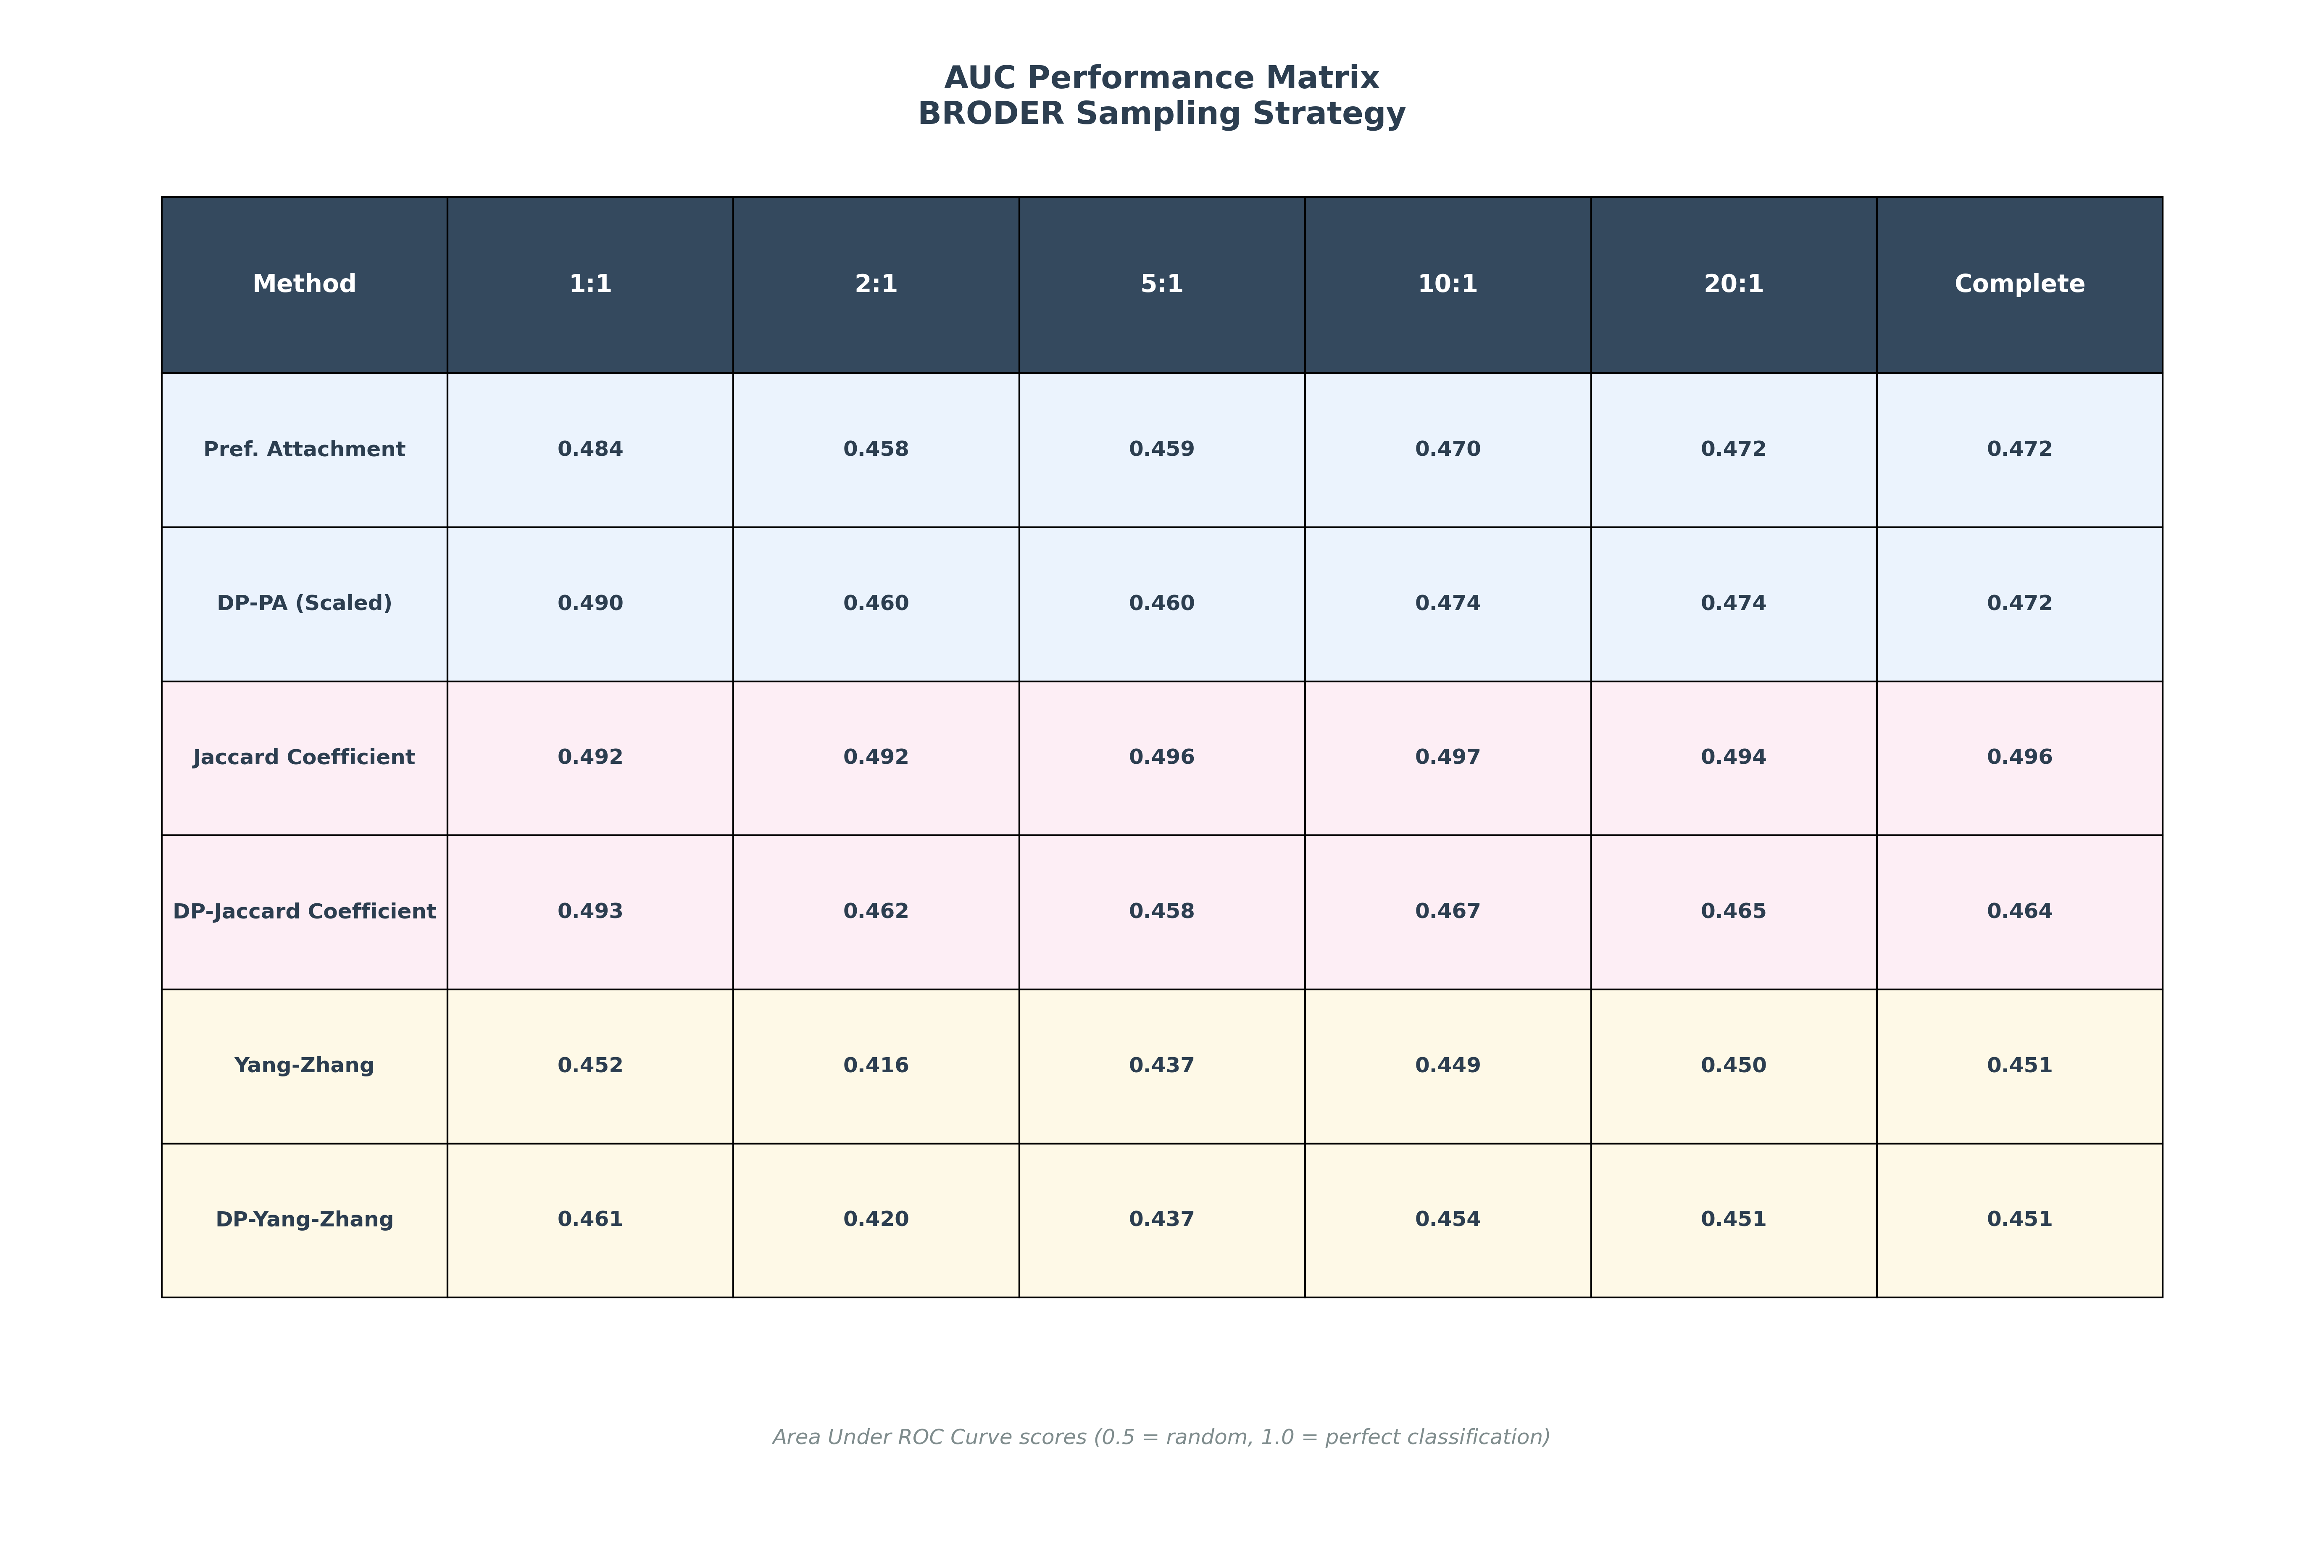 AUC Performance Matrix
BRODER Sampling Strategy
Method 1:1 2:1 5:1 10:1 20:1 Complete
Pref. Attachment 0.484 0.458 0.459 0.470 0.472 0.472
DP-PA (Scaled) 0.490 0.460 0.460 0.474 0.474 0.472
Jaccard Coefficient 0.492 0.492 0.496 0.497 0.494 0.496
DP-Jaccard Coefficient 0.493 0.462 0.458 0.467 0.465 0.464
Yang-Zhang 0.452 0.416 0.437 0.449 0.450 0.451
DP-Yang-Zhang 0.461 0.420 0.437 0.454 0.451 0.451
Area Under ROC Curve scores (0.5 = random, 1.0 = perfect classification)